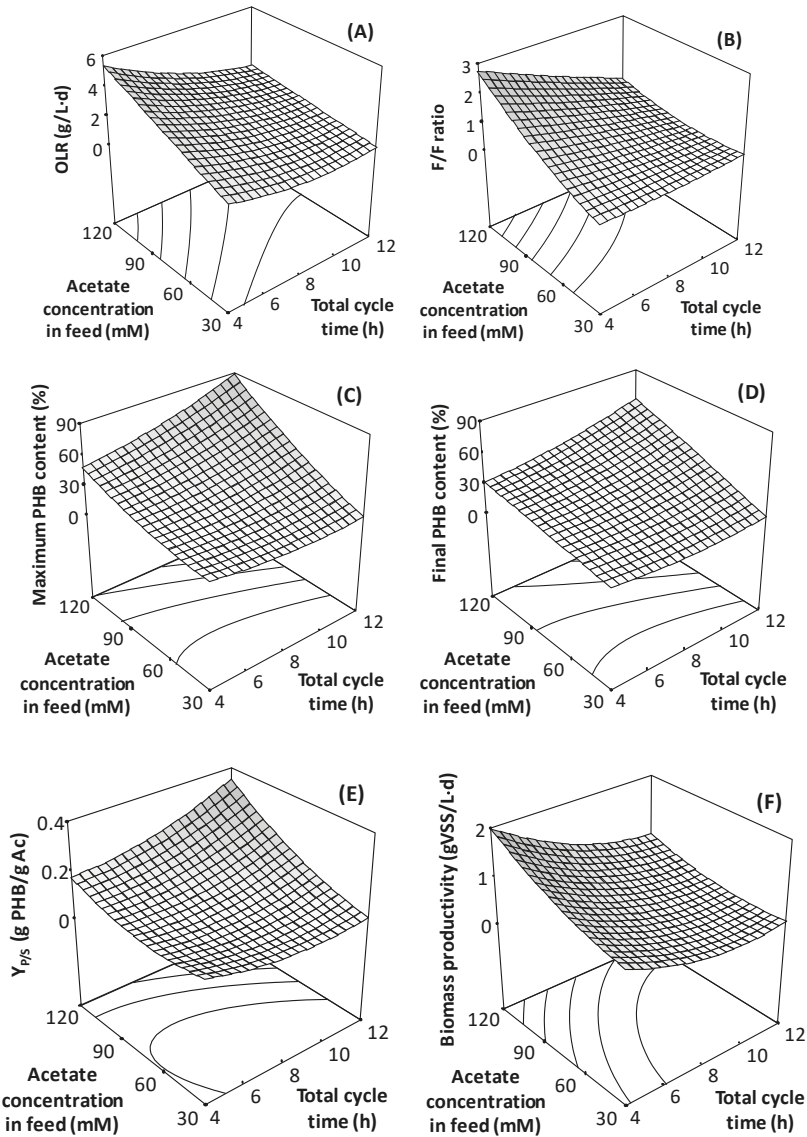 (A)
OLR (g/L·d)
6
4
2
0
120
90
60
30
4
6
8
10
12
Acetate
concentration
in feed (mM)
Total cycle
time (h)
(B)
F/F ratio
3
2
1
0
120
90
60
30
4
6
8
10
12
Acetate
concentration
in feed (mM)
Total cycle
time (h)
(C)
Maximum PHB content (%)
90
60
30
0
120
90
60
30
4
6
8
10
12
Acetate
concentration
in feed (mM)
Total cycle
time (h)
(D)
Final PHB content (%)
90
60
30
0
120
90
60
30
4
6
8
10
12
Acetate
concentration
in feed (mM)
Total cycle
time (h)
(E)
Y_P/S (g PHB/g Ac)
0.4
0.2
0
120
90
60
30
4
6
8
10
12
Acetate
concentration
in feed (mM)
Total cycle
time (h)
(F)
Biomass productivity (gVSS/L·d)
2
1
0
120
90
60
30
4
6
8
10
12
Acetate
concentration
in feed (mM)
Total cycle
time (h)